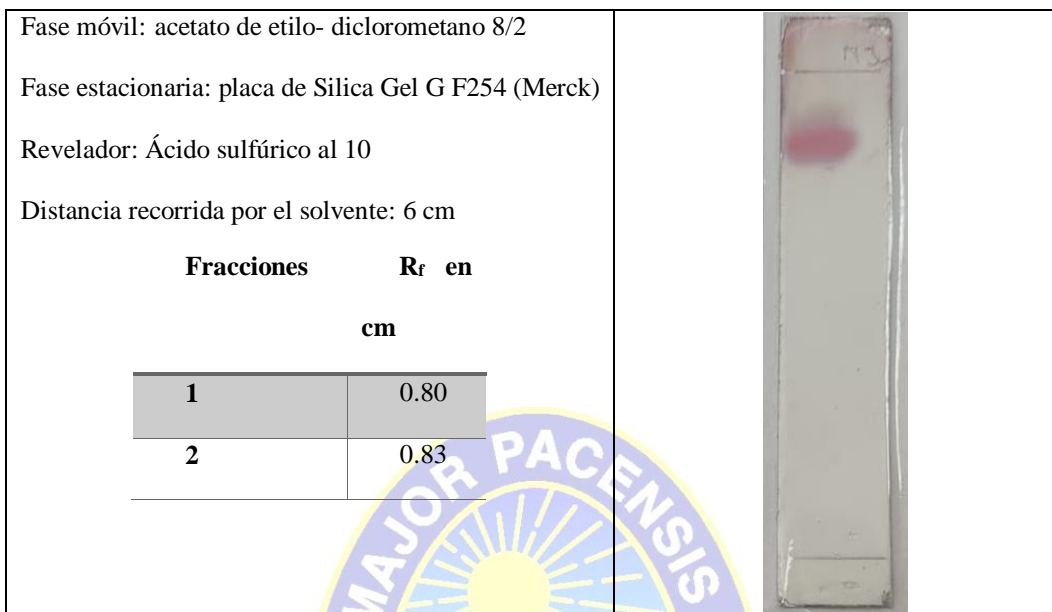 Fase móvil: acetato de etilo- diclorometano 8/2
Fase estacionaria: placa de Silica Gel G F254 (Merck)
Revelador: Ácido sulfúrico al 10
Distancia recorrida por el solvente: 6 cm
Fracciones Rf en
cm
1 0.80
2 0.83
MAJOR PACENSIS